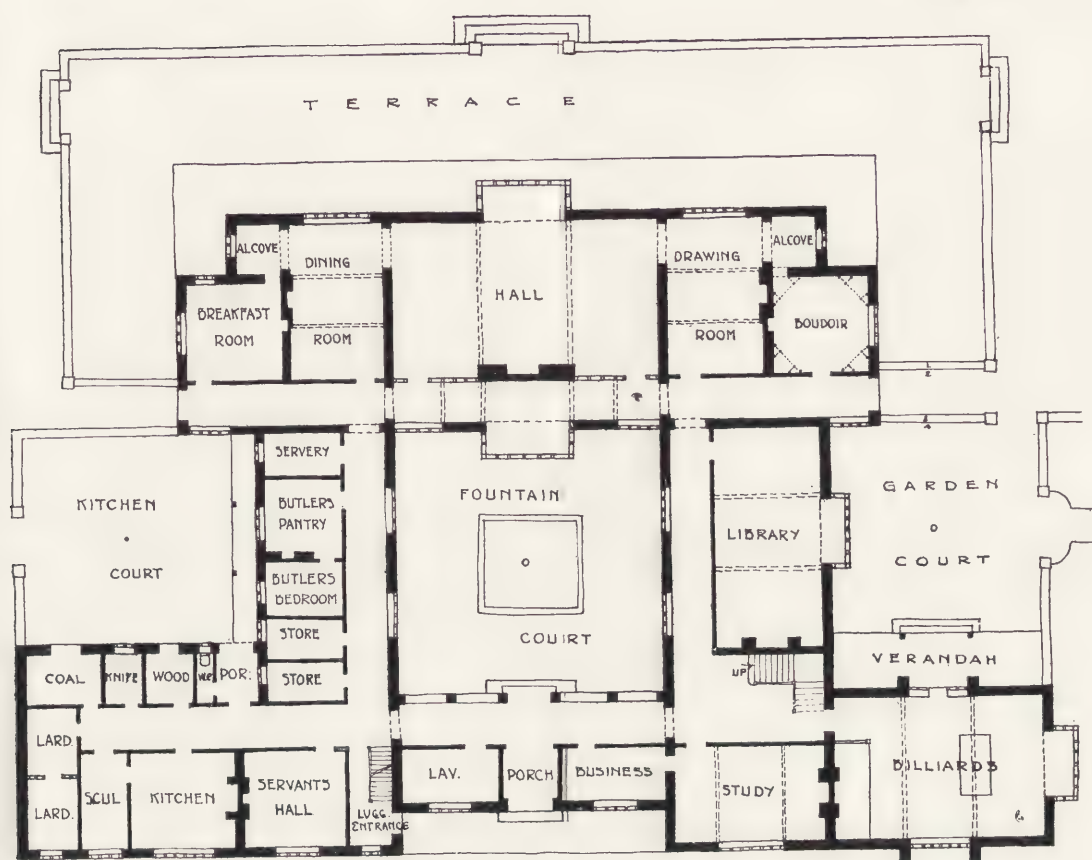 TERRACE
ALCOVE
DINING
ROOM
HALL
DRAWING
ROOM
ALCOVE
BREAKFAST
ROOM
BOUDOIR
KITCHEN
COURT
SERVERY
BUTLERS
PANTRY
BUTLERS
BEDROOM
STORE
STORE
FOUNTAIN
COURT
LIBRARY
GARDEN
COURT
VERANDAH
UP
COAL
KNIFE
WOOD
W.C
POR.
LARD.
LARD.
SCUL
KITCHEN
SERVANTS
HALL
LUGG.
ENTRANCE
LAV.
PORCH
BUSINESS
STUDY
BILLIARDS